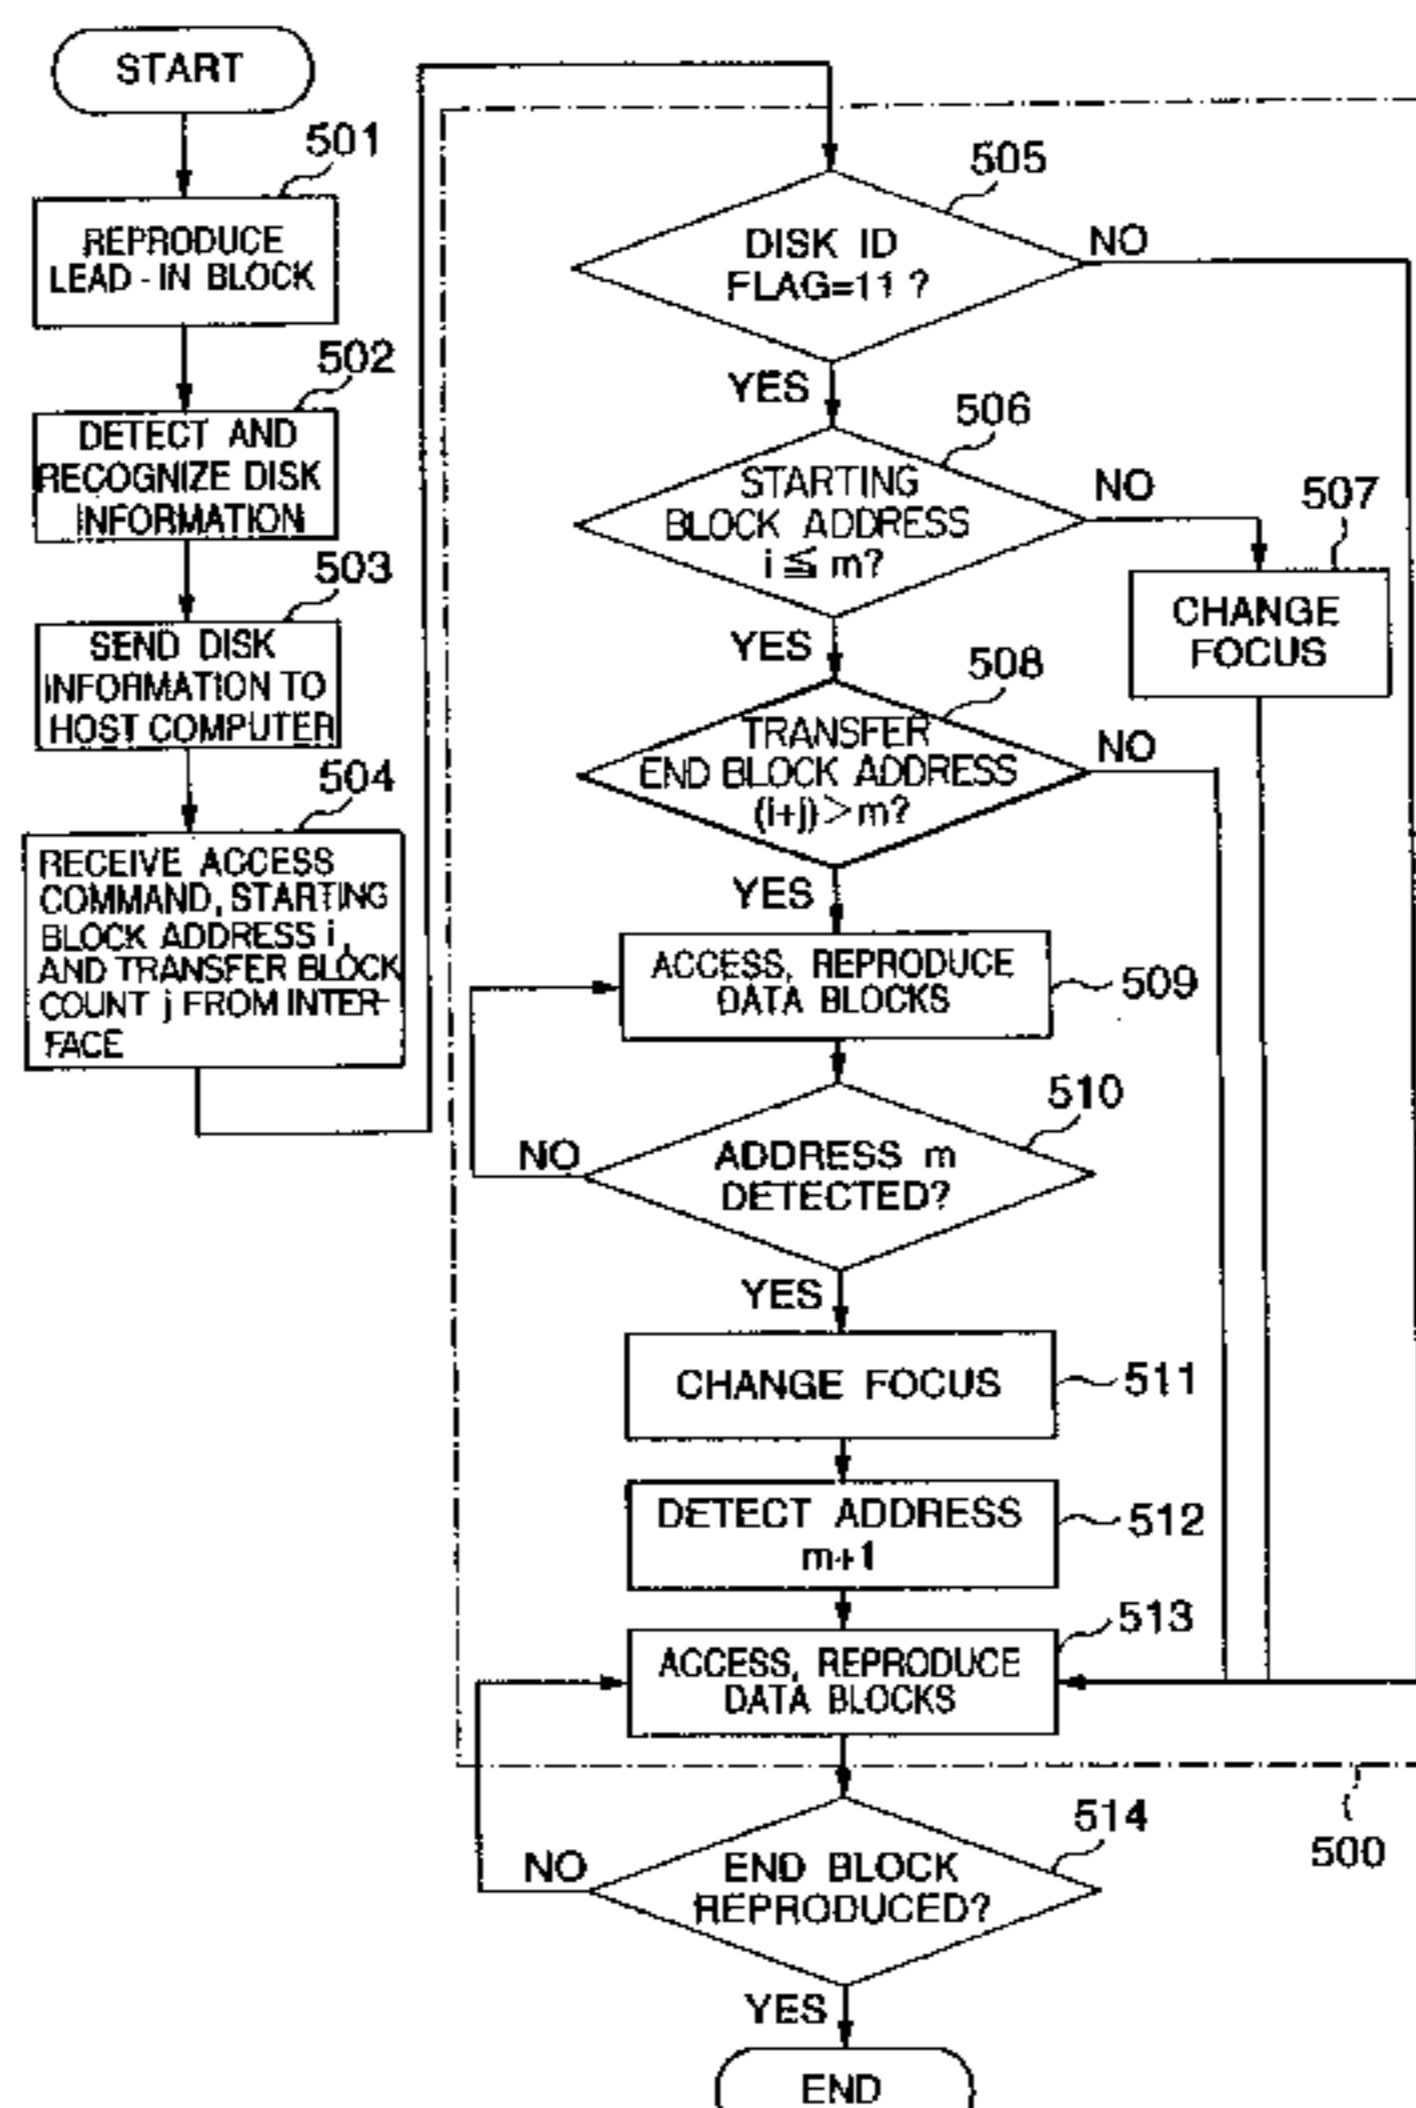 START
501
REPRODUCE
LEAD-IN BLOCK
502
DETECT AND
RECOGNIZE DISK
INFORMATION
503
SEND DISK
INFORMATION TO
HOST COMPUTER
504
RECEIVE ACCESS
COMMAND, STARTING
BLOCK ADDRESS i,
AND TRANSFER BLOCK
COUNT j FROM INTER-
FACE
505
DISK ID
FLAG=11 ?
NO
YES
506
STARTING
BLOCK ADDRESS
i ≦ m?
NO
507
CHANGE
FOCUS
YES
508
TRANSFER
END BLOCK ADDRESS
(i+j) > m?
NO
YES
ACCESS, REPRODUCE
DATA BLOCKS
509
510
ADDRESS m
DETECTED?
NO
YES
CHANGE FOCUS
511
DETECT ADDRESS
m+1
512
513
ACCESS, REPRODUCE
DATA BLOCKS
500
514
END BLOCK
REPRODUCED?
NO
YES
END